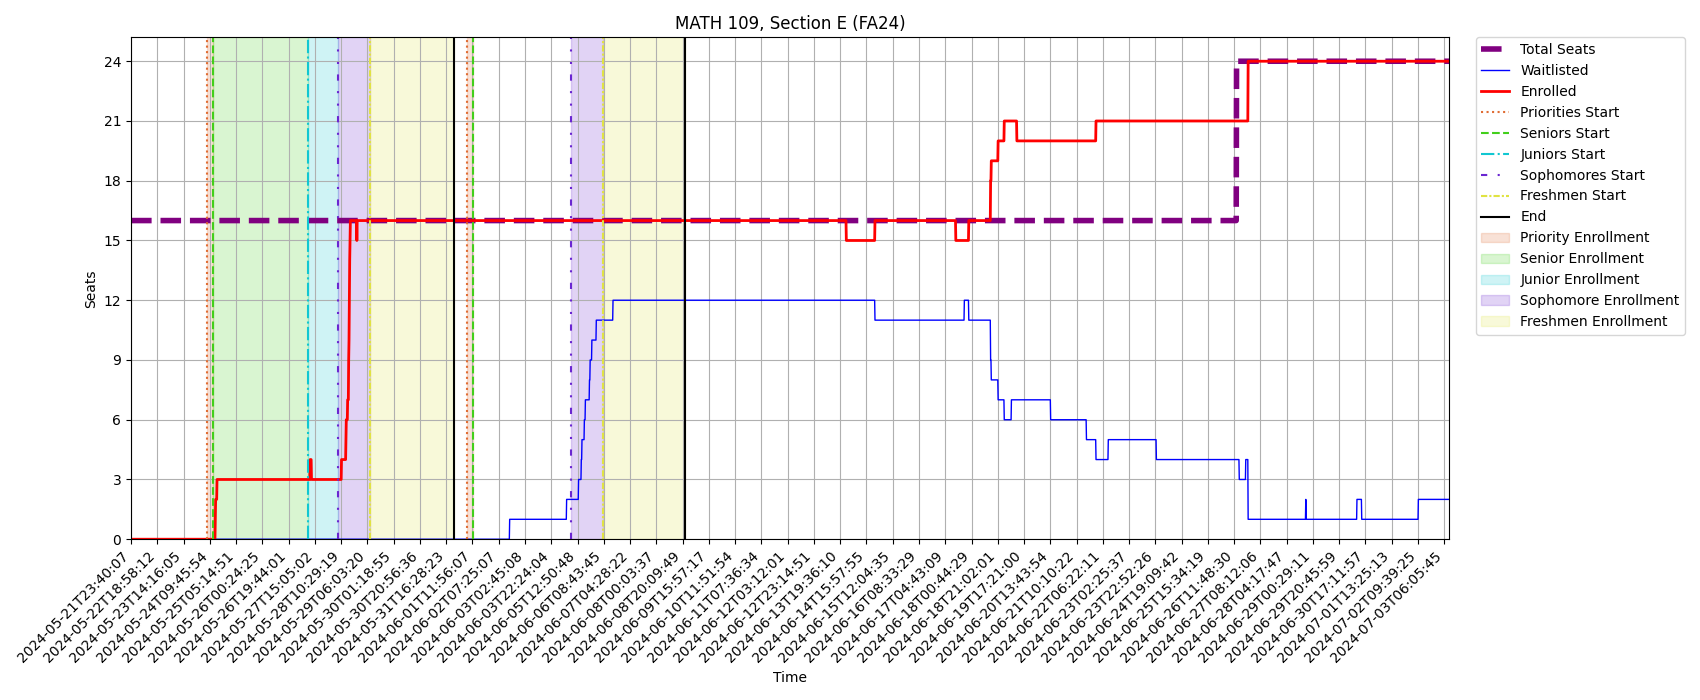 MATH 109, Section E (FA24)
Seats
24
21
18
15
12
9
6
3
0
2024-05-21T23:40:07
2024-05-22T18:58:12
2024-05-23T14:16:05
2024-05-24T09:45:54
2024-05-25T05:14:51
2024-05-26T00:24:25
2024-05-26T19:44:01
2024-05-27T15:05:02
2024-05-28T10:29:19
2024-05-29T06:03:20
2024-05-30T01:18:55
2024-05-30T20:56:36
2024-05-31T16:28:23
2024-06-01T11:56:07
2024-06-02T07:25:07
2024-06-03T02:45:08
2024-06-03T22:24:04
2024-06-05T12:50:48
2024-06-06T08:43:45
2024-06-07T04:28:22
2024-06-08T00:03:37
2024-06-08T20:09:49
2024-06-09T15:57:17
2024-06-10T11:51:54
2024-06-11T07:36:34
2024-06-12T03:12:01
2024-06-12T23:14:51
2024-06-13T19:36:10
2024-06-14T15:57:55
2024-06-15T12:04:35
2024-06-16T08:33:29
2024-06-17T04:43:09
2024-06-18T00:44:29
2024-06-18T21:02:01
2024-06-19T17:21:00
2024-06-20T13:43:54
2024-06-21T10:10:22
2024-06-22T06:22:11
2024-06-23T02:25:37
2024-06-23T22:52:26
2024-06-24T19:09:42
2024-06-25T15:34:19
2024-06-26T11:48:30
2024-06-27T08:12:06
2024-06-28T04:17:47
2024-06-29T00:29:11
2024-06-29T20:45:59
2024-06-30T17:11:57
2024-07-01T13:25:13
2024-07-02T09:39:25
2024-07-03T06:05:45
Time
Total Seats
Waitlisted
Enrolled
Priorities Start
Seniors Start
Juniors Start
Sophomores Start
Freshmen Start
End
Priority Enrollment
Senior Enrollment
Junior Enrollment
Sophomore Enrollment
Freshmen Enrollment